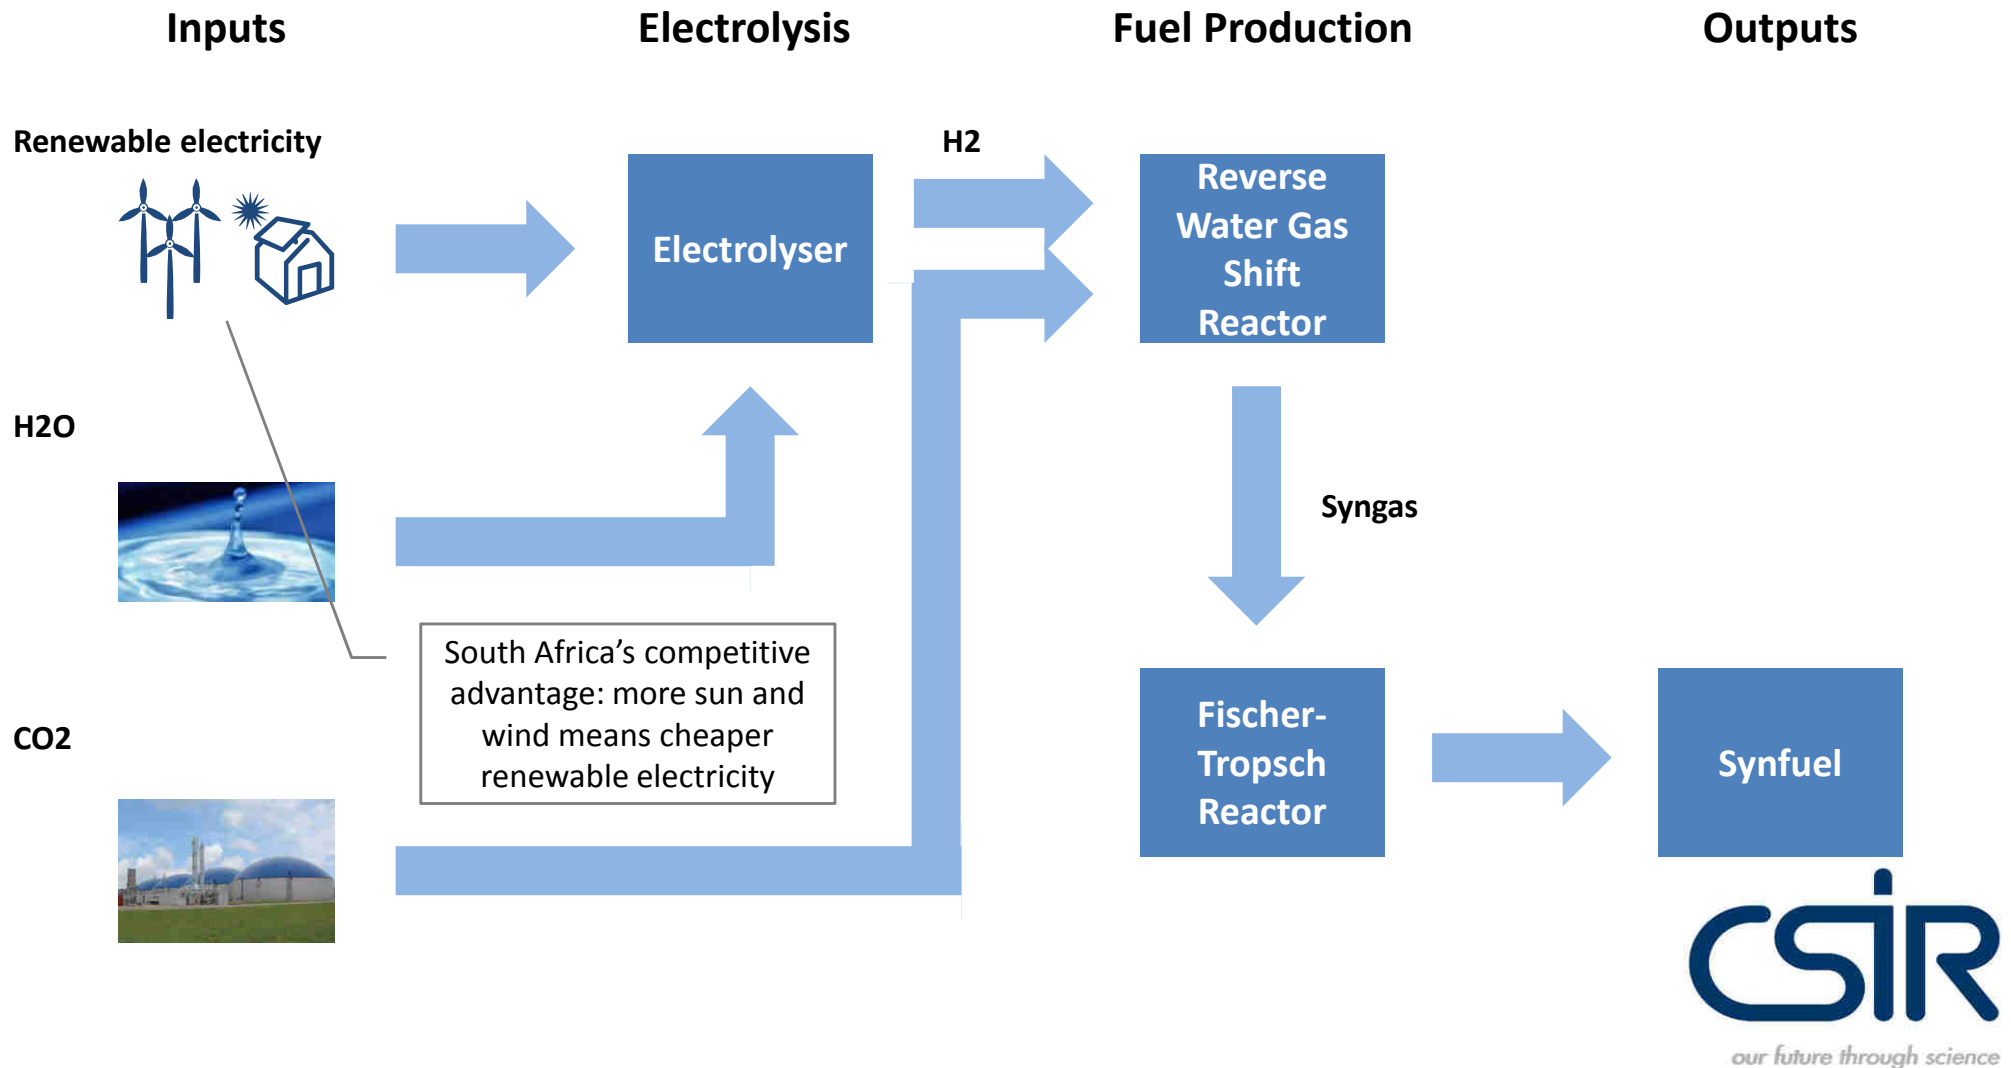 Inputs
Electrolysis
Fuel Production
Outputs
Renewable electricity
H2
Electrolyser
Reverse
Water Gas
Shift
Reactor
H2O
Syngas
South Africa’s competitive
advantage: more sun and
wind means cheaper
renewable electricity
CO2
Fischer-
Tropsch
Reactor
Synfuel
CSIR
our future through science